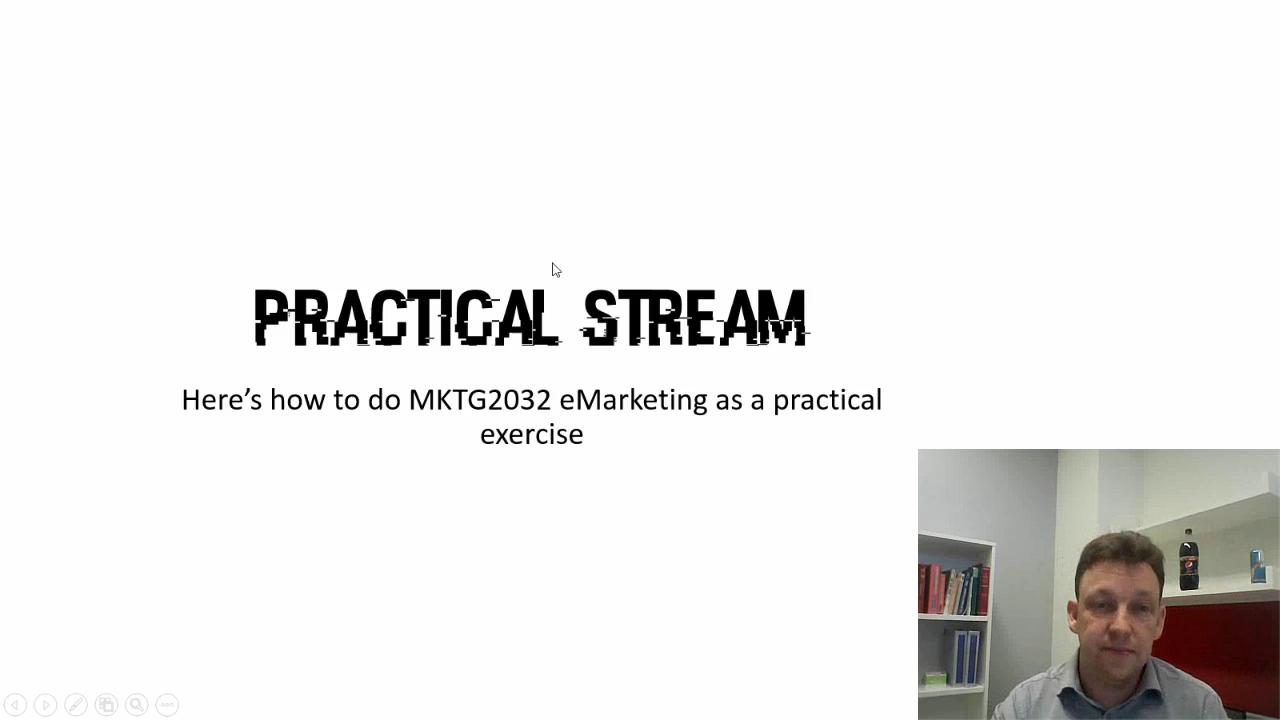 PRACTICAL STREAM
Here's how to do MKTG2032 eMarketing as a practical
exercise